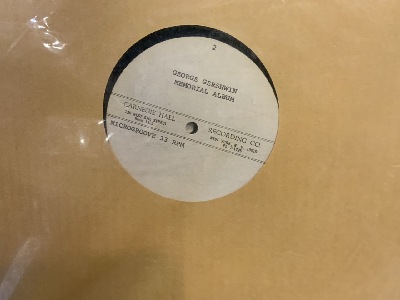 2
GEORGE GERSHWIN
MEMORIAL ALBUM
CARNEGIE HALL RECORDING CO.
MICROGROOVE 33 RPM